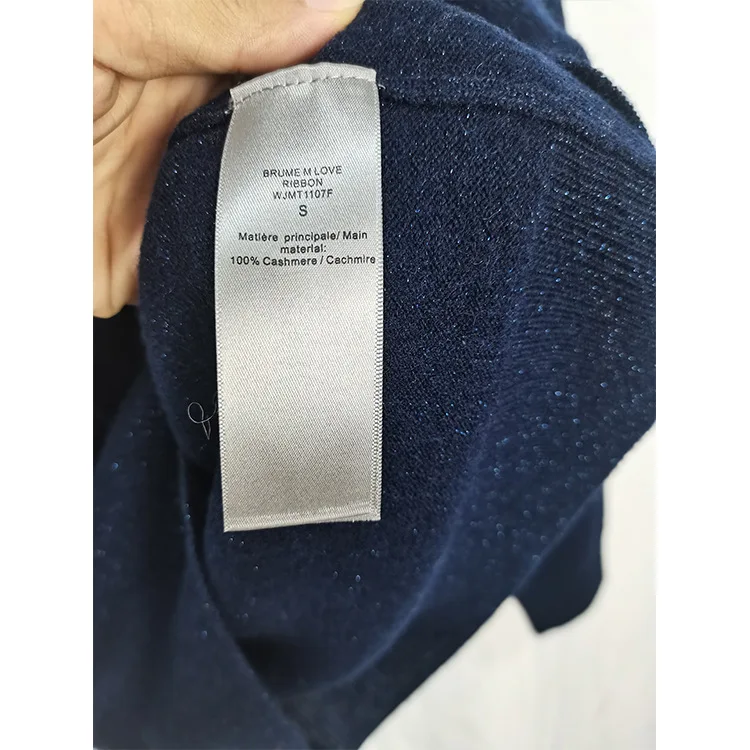 BRUME M LOVE
RIBBON
WJMT1107F
S
Matière principale/ Main
material:
100% Cashmere / Cachmire